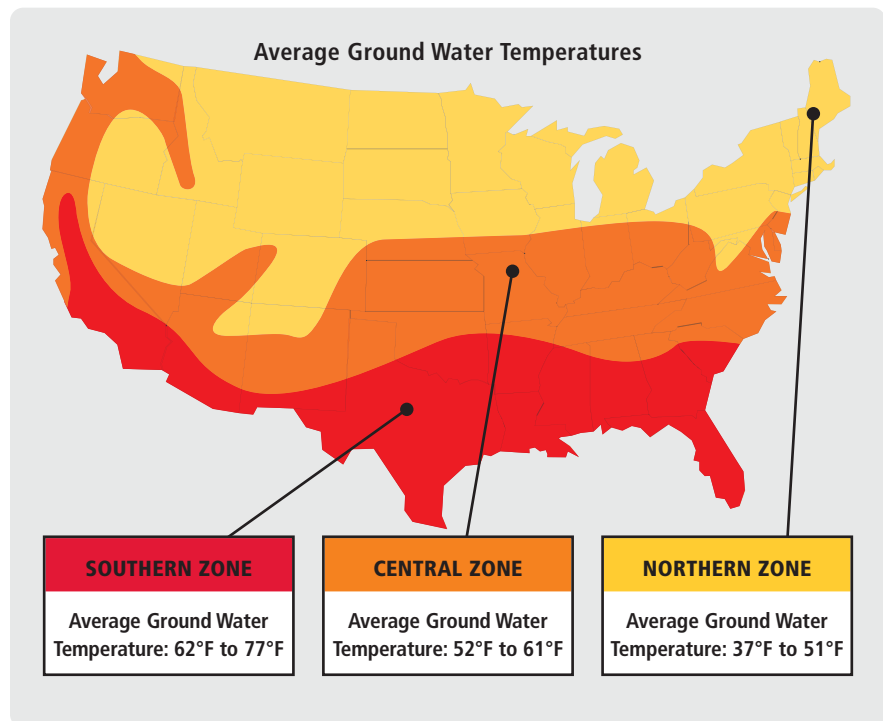 Average Ground Water Temperatures
SOUTHERN ZONE
Average Ground Water
Temperature: 62°F to 77°F
CENTRAL ZONE
Average Ground Water
Temperature: 52°F to 61°F
NORTHERN ZONE
Average Ground Water
Temperature: 37°F to 51°F